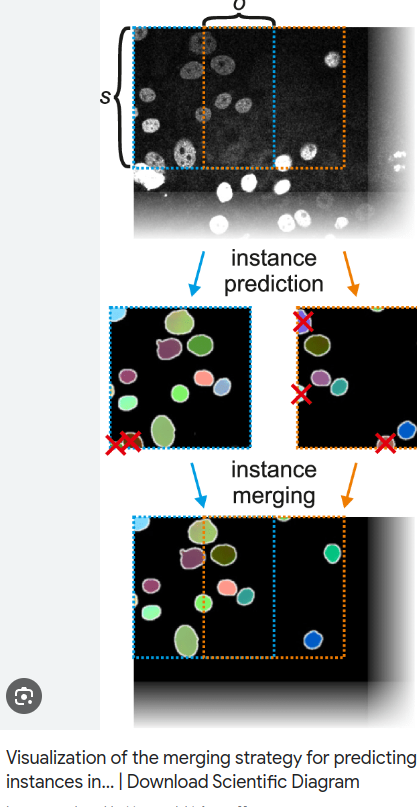 o
s
instance
prediction
instance
merging
Visualization of the merging strategy for predicting
instances in... | Download Scientific Diagram